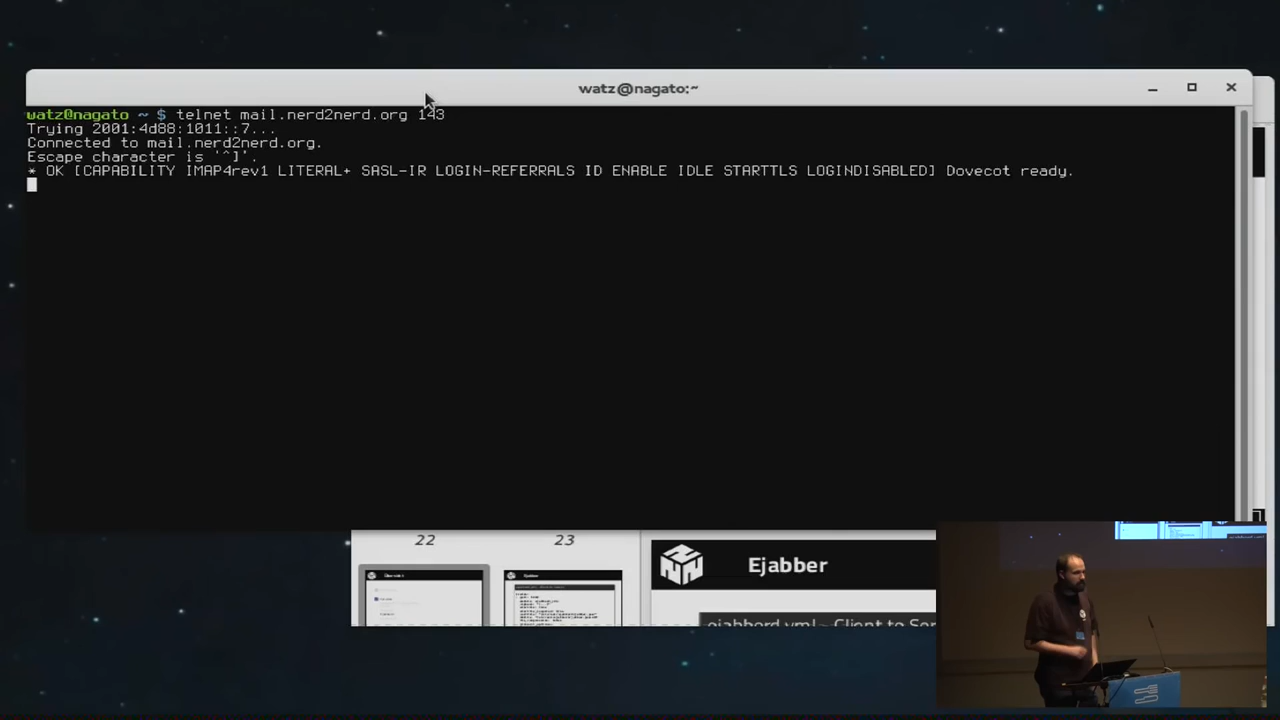 watz@nagato:~
watz@nagato ~ $ telnet mail.nerd2nerd.org 143
Trying 2001:4d88:1011::7...
Connected to mail.nerd2nerd.org.
Escape character is '^]'.
* OK [CAPABILITY IMAP4rev1 LITERAL+ SASL-IR LOGIN-REFERRALS ID ENABLE IDLE STARTTLS LOGINDISABLED] Dovecot ready.
22 23
Ejabber
ejabberd.yml ~ Client to Ser